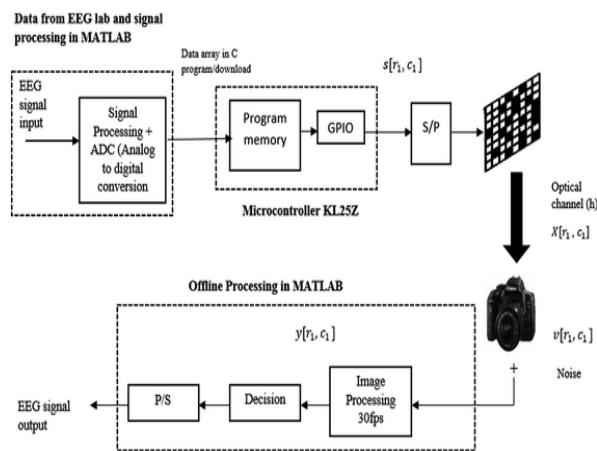 Data from EEG lab and signal
processing in MATLAB
Data array in C
program/download
s[r₁, c₁]
EEG
signal
input
Signal
Processing +
ADC (Analog
to digital
conversion
Program
memory
GPIO
S/P
Microcontroller KL25Z
Optical
channel (h)
X[r₁, c₁]
Offline Processing in MATLAB
y[r₁, c₁]
v[r₁, c₁]
+
Noise
Image
Processing
30fps
Decision
P/S
EEG signal
output